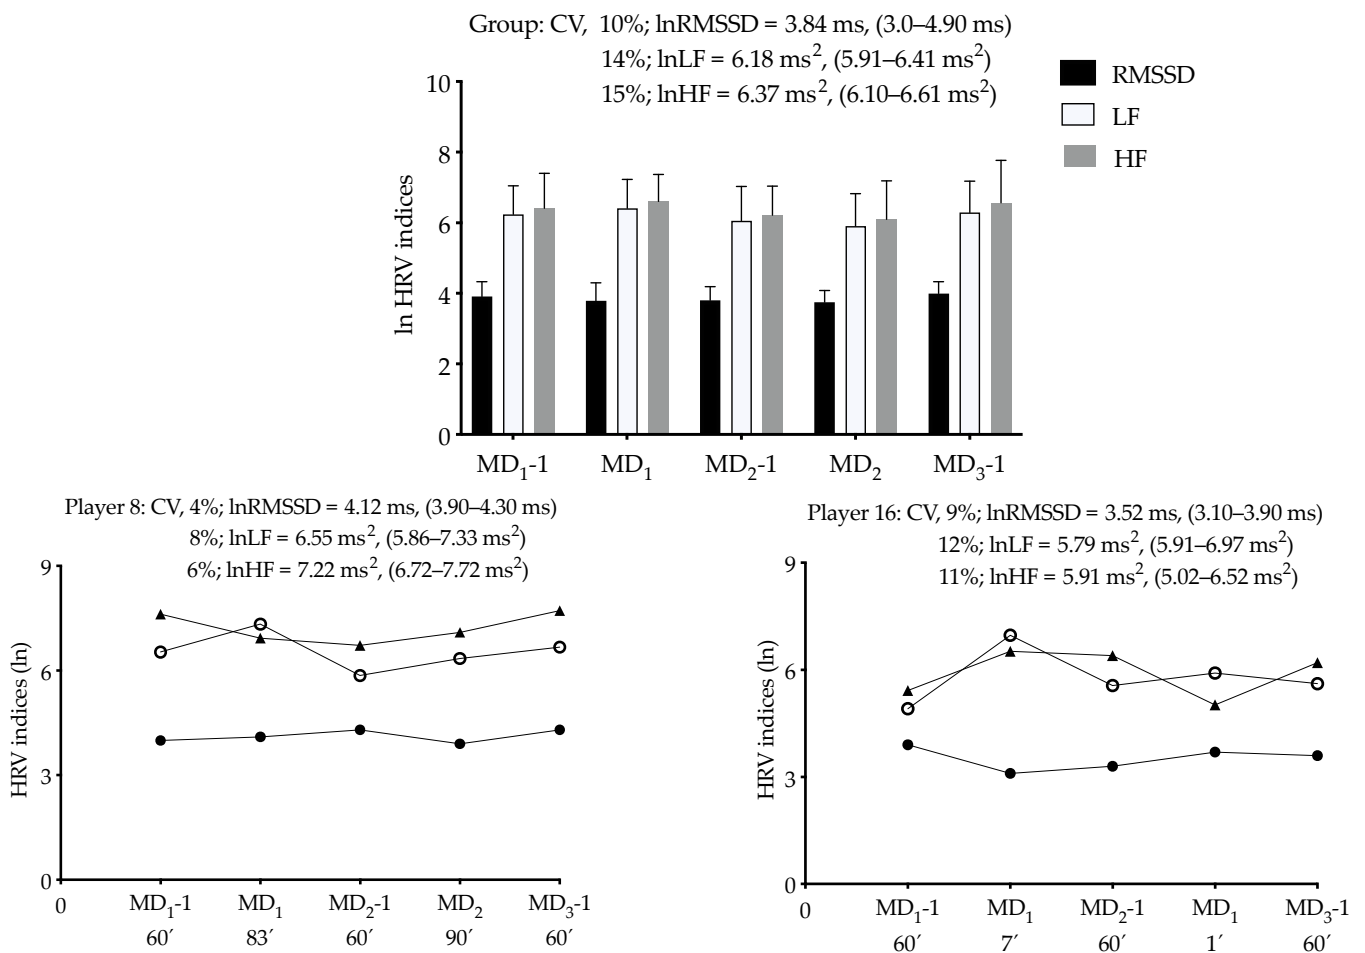 Group: CV, 10%; lnRMSSD = 3.84 ms, (3.0–4.90 ms)
14%; lnLF = 6.18 ms², (5.91–6.41 ms²)
15%; lnHF = 6.37 ms², (6.10–6.61 ms²)
RMSSD
LF
HF
ln HRV indices
10
8
6
4
2
0
MD₁-1 MD₁ MD₂-1 MD₂ MD₃-1
Player 8: CV, 4%; lnRMSSD = 4.12 ms, (3.90–4.30 ms)
8%; lnLF = 6.55 ms², (5.86–7.33 ms²)
6%; lnHF = 7.22 ms², (6.72–7.72 ms²)
HRV indices (ln)
9
6
3
0
0 MD₁-1 MD₁ MD₂-1 MD₂ MD₃-1
60′ 83′ 60′ 90′ 60′
Player 16: CV, 9%; lnRMSSD = 3.52 ms, (3.10–3.90 ms)
12%; lnLF = 5.79 ms², (5.91–6.97 ms²)
11%; lnHF = 5.91 ms², (5.02–6.52 ms²)
HRV indices (ln)
9
6
3
0
0 MD₁-1 MD₁ MD₂-1 MD₁ MD₃-1
60′ 7′ 60′ 1′ 60′